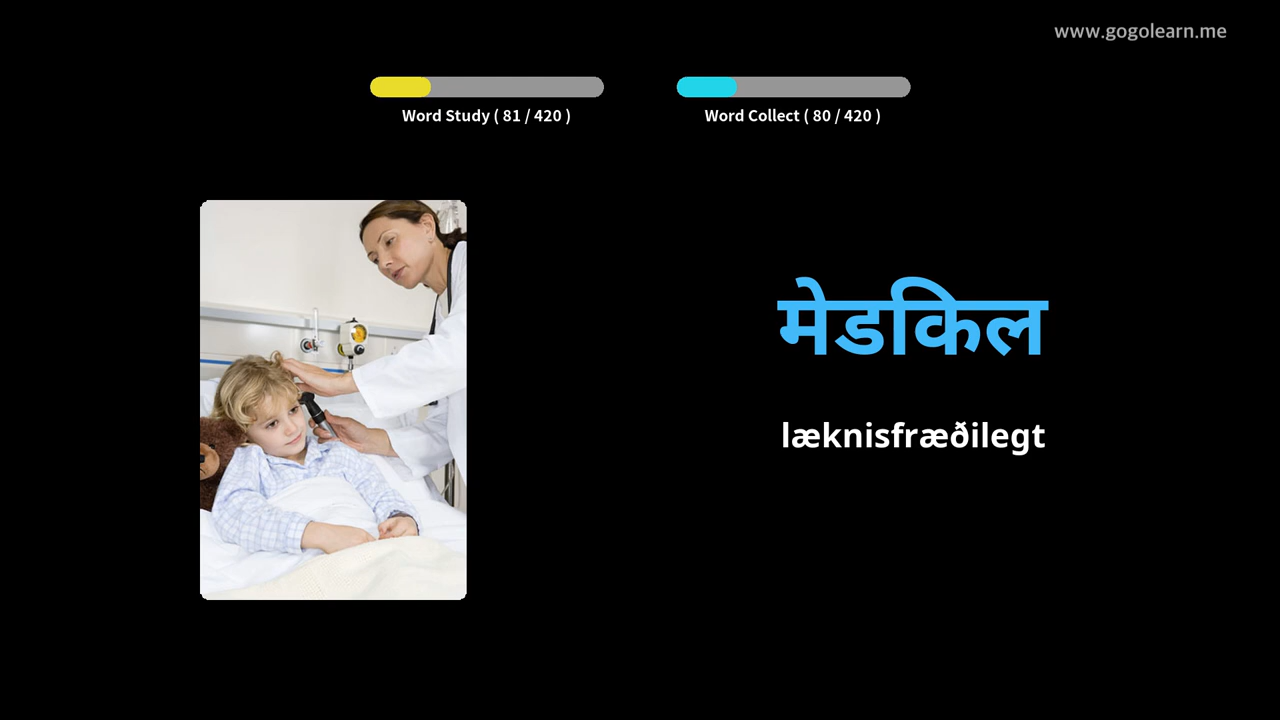 www.gogolearn.me
Word Study ( 81 / 420 )
Word Collect ( 80 / 420 )
मेडकिल
læknisfræðilegt